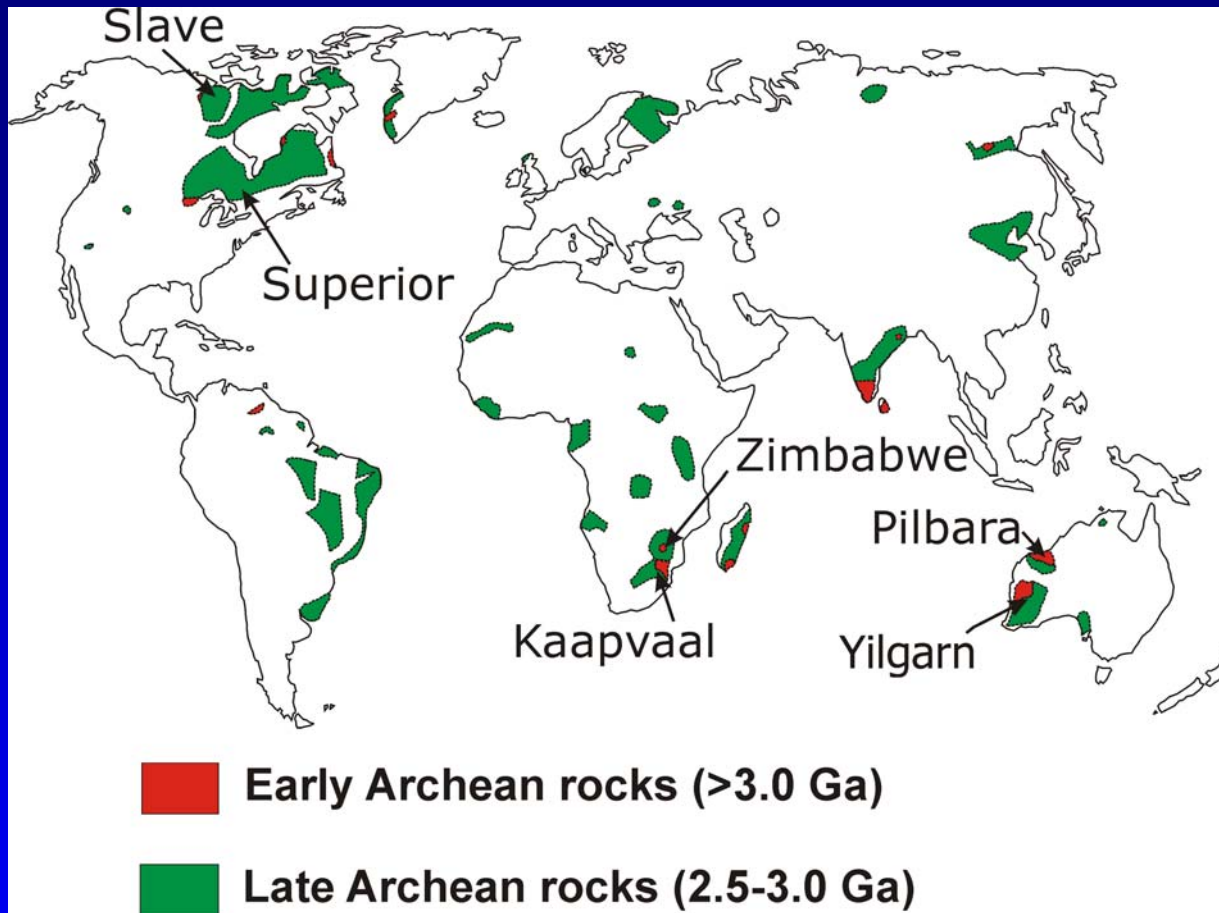 Slave
Superior
Zimbabwe
Pilbara
Kaapvaal
Yilgarn
Early Archean rocks (>3.0 Ga)
Late Archean rocks (2.5-3.0 Ga)